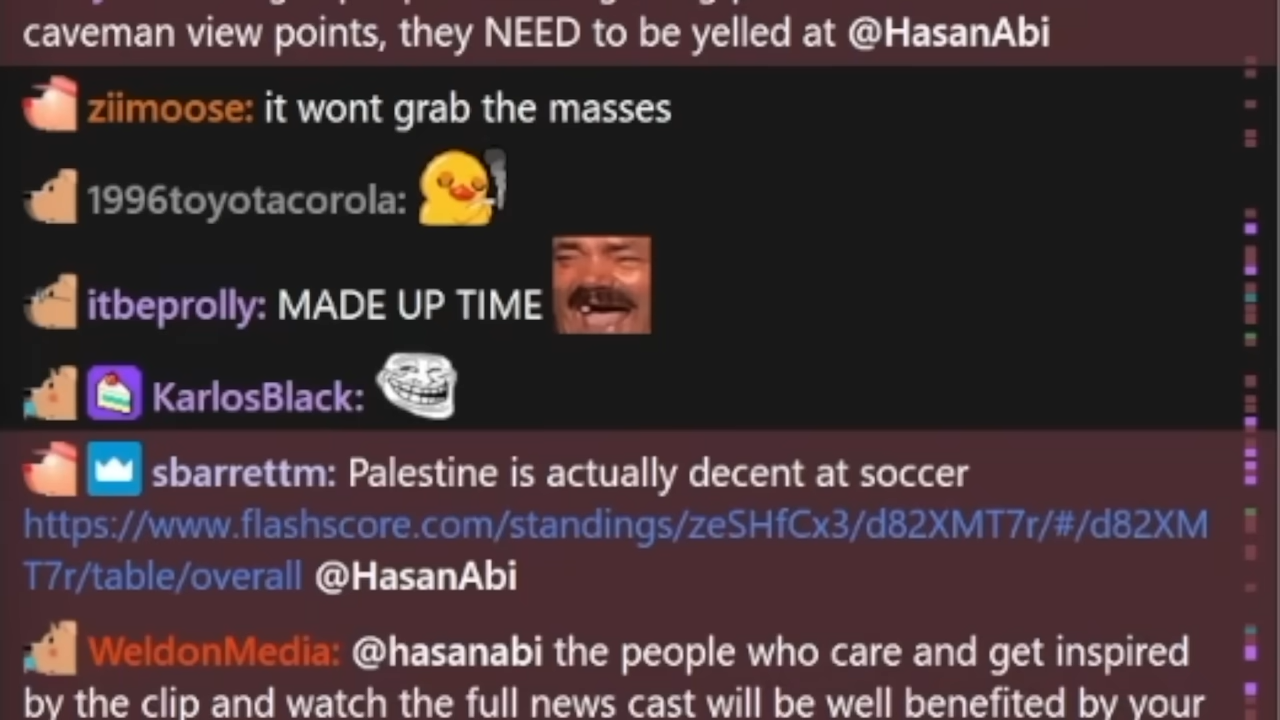 caveman view points, they NEED to be yelled at @HasanAbi
ziimoose: it wont grab the masses
1996toyotacorola:
itbeprolly: MADE UP TIME
KarlosBlack:
sbarrettm: Palestine is actually decent at soccer
https://www.flashscore.com/standings/zeSHfCx3/d82XMT7r/#/d82XM
T7r/table/overall @HasanAbi
WeldonMedia: @hasanabi the people who care and get inspired
by the clip and watch the full news cast will be well benefited by your